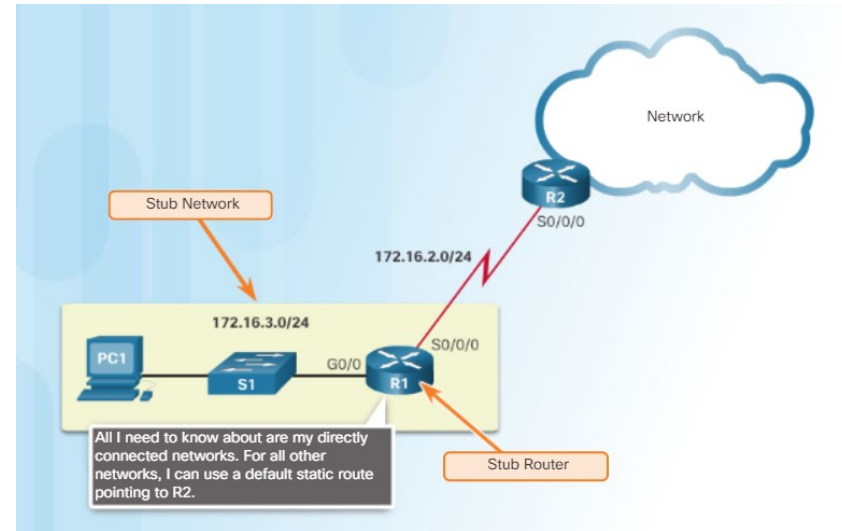 Network
R2
S0/0/0
Stub Network
172.16.2.0/24
172.16.3.0/24
S0/0/0
PC1
G0/0
S1
R1
All I need to know about are my directly
connected networks. For all other
networks, I can use a default static route
pointing to R2.
Stub Router